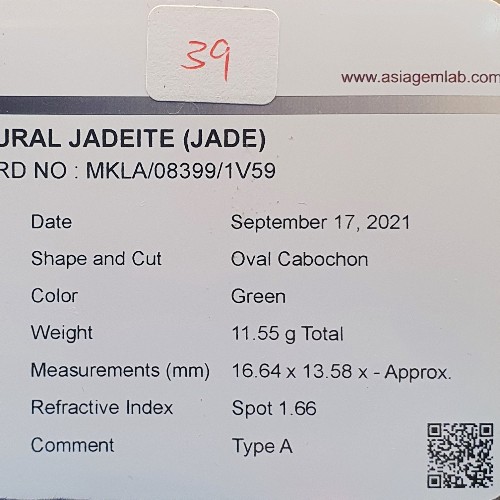 39
www.asiagemlab.com
URAL JADEITE (JADE)
RD NO : MKLA/08399/1V59
Date September 17, 2021
Shape and Cut Oval Cabochon
Color Green
Weight 11.55 g Total
Measurements (mm) 16.64 x 13.58 x - Approx.
Refractive Index Spot 1.66
Comment Type A